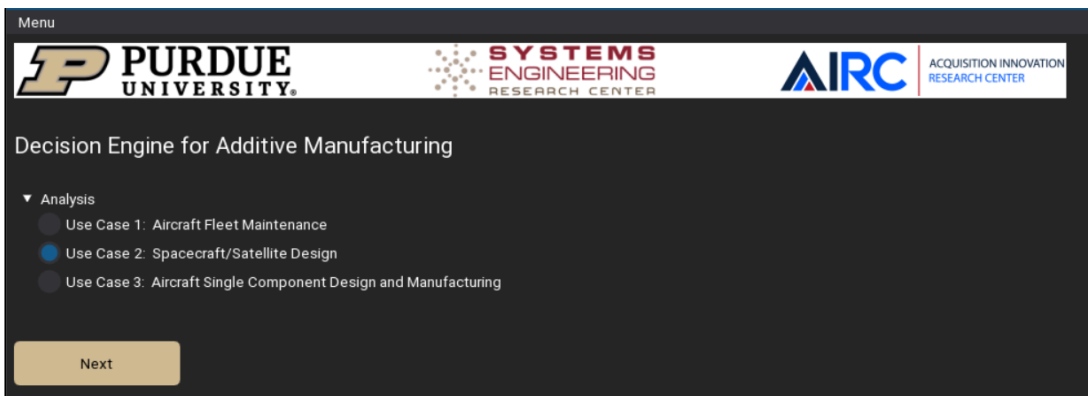 Menu
PURDUE
UNIVERSITY®
SYSTEMS
ENGINEERING
RESEARCH CENTER
AIRC
ACQUISITION INNOVATION
RESEARCH CENTER
Decision Engine for Additive Manufacturing
Analysis
Use Case 1: Aircraft Fleet Maintenance
Use Case 2: Spacecraft/Satellite Design
Use Case 3: Aircraft Single Component Design and Manufacturing
Next